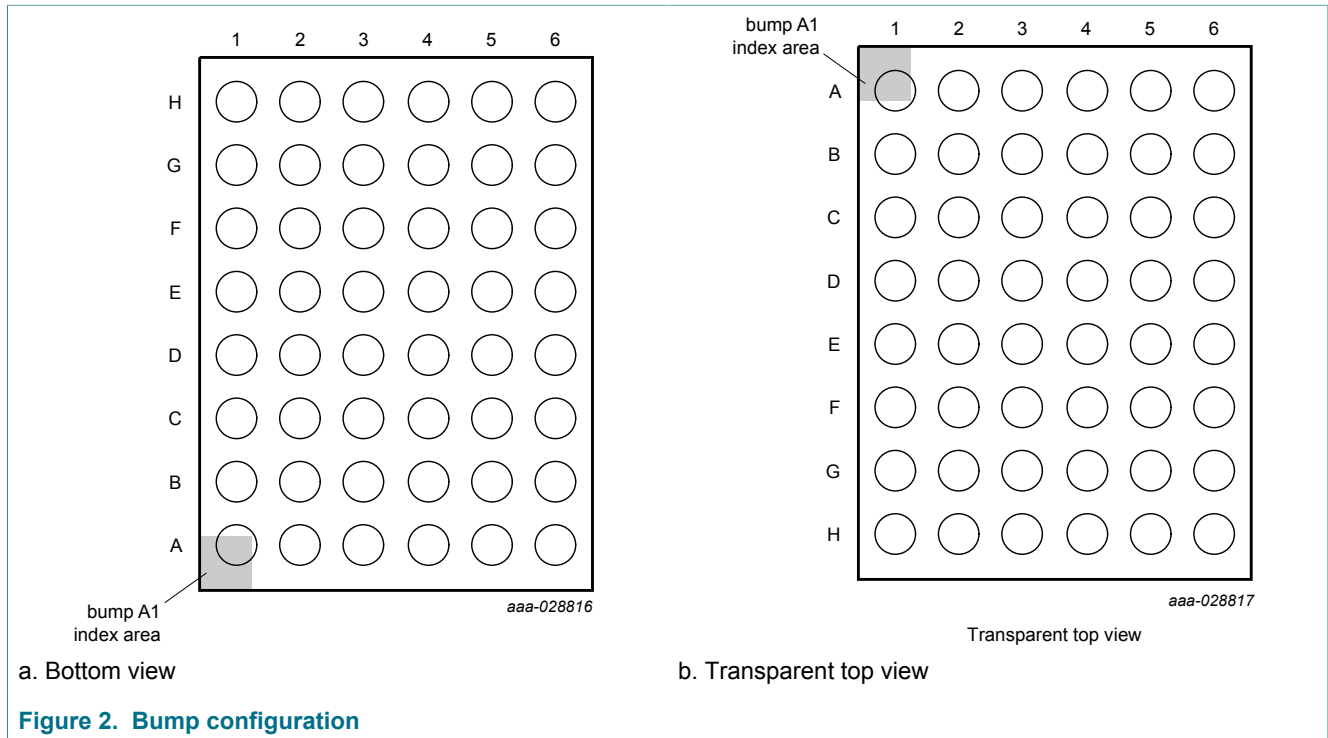 1 2 3 4 5 6
H
G
F
E
D
C
B
A
bump A1
index area
aaa-028816
a. Bottom view
bump A1
index area
1 2 3 4 5 6
A
B
C
D
E
F
G
H
aaa-028817
Transparent top view
b. Transparent top view
Figure 2. Bump configuration